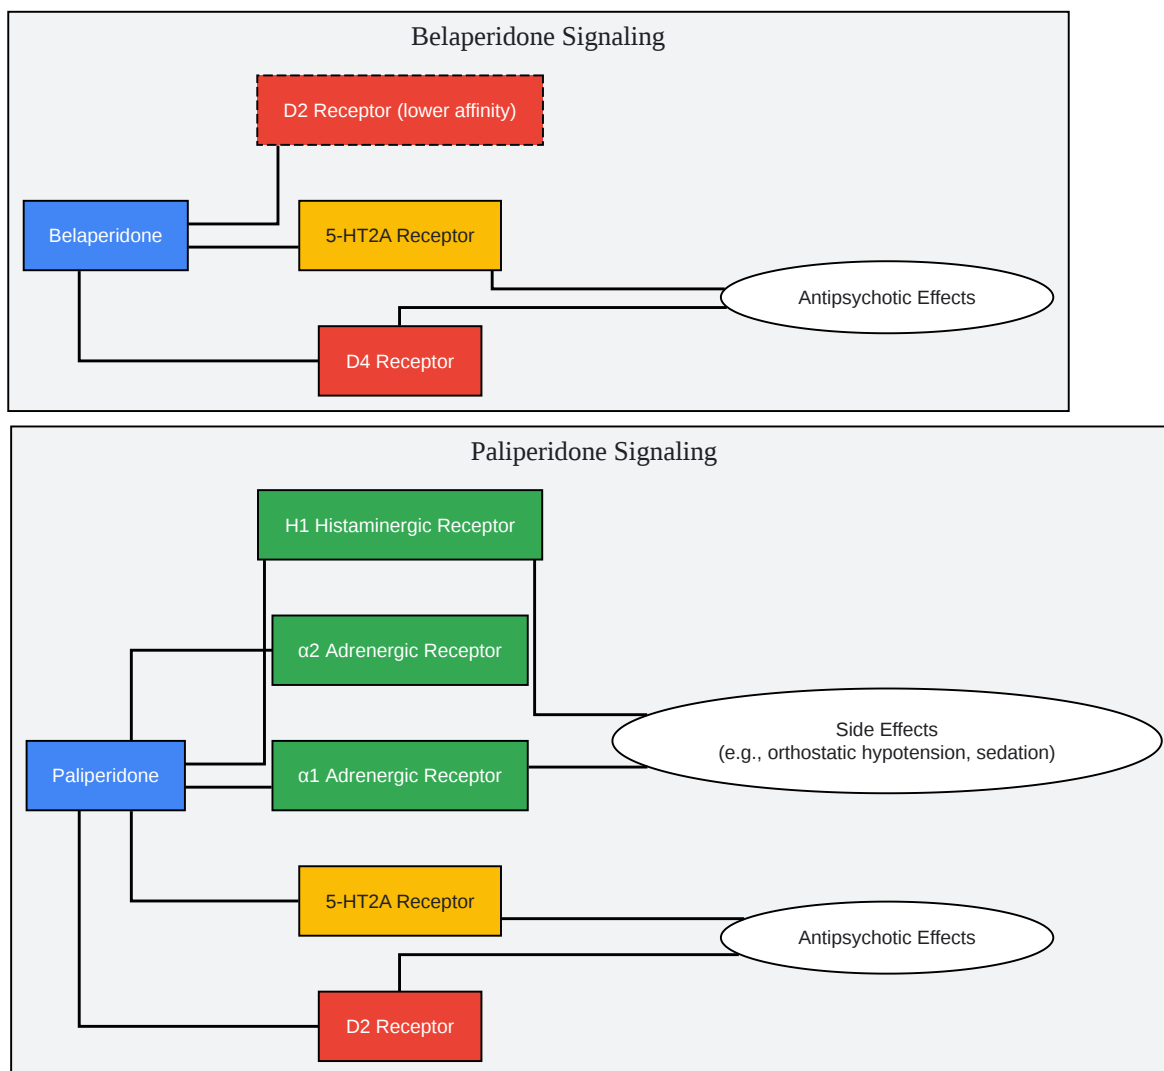 Belaperidone Signaling
D2 Receptor (lower affinity)
Belaperidone
5-HT2A Receptor
Antipsychotic Effects
D4 Receptor
Paliperidone Signaling
H1 Histaminergic Receptor
α2 Adrenergic Receptor
Side Effects
(e.g., orthostatic hypotension, sedation)
Paliperidone
α1 Adrenergic Receptor
5-HT2A Receptor
Antipsychotic Effects
D2 Receptor